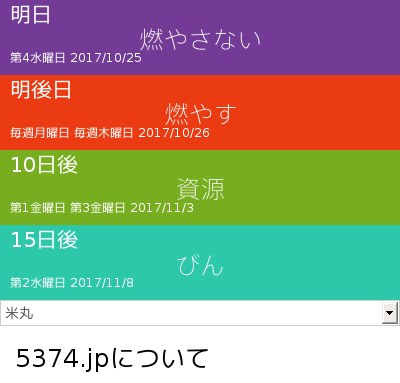 明日
燃やさない
第4水曜日 2017/10/25
明後日
燃やす
毎週月曜日 毎週木曜日 2017/10/26
10日後
資源
第1金曜日 第3金曜日 2017/11/3
15日後
びん
第2水曜日 2017/11/8
米丸
5374.jpについて